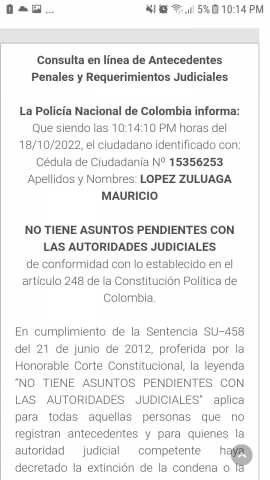 ... 5% 10:14 PM
Consulta en línea de Antecedentes
Penales y Requerimientos Judiciales
La Policía Nacional de Colombia informa:
Que siendo las 10:14:10 PM horas del
18/10/2022, el ciudadano identificado con:
Cédula de Ciudadanía Nº 15356253
Apellidos y Nombres: LOPEZ ZULUAGA
MAURICIO
NO TIENE ASUNTOS PENDIENTES CON
LAS AUTORIDADES JUDICIALES
de conformidad con lo establecido en el
artículo 248 de la Constitución Política de
Colombia.
En cumplimiento de la Sentencia SU-458
del 21 de junio de 2012, proferida por la
Honorable Corte Constitucional, la leyenda
“NO TIENE ASUNTOS PENDIENTES CON
LAS AUTORIDADES JUDICIALES” aplica
para todas aquellas personas que no
registran antecedentes y para quienes la
autoridad judicial competente haya
decretado la extinción de la condena o la